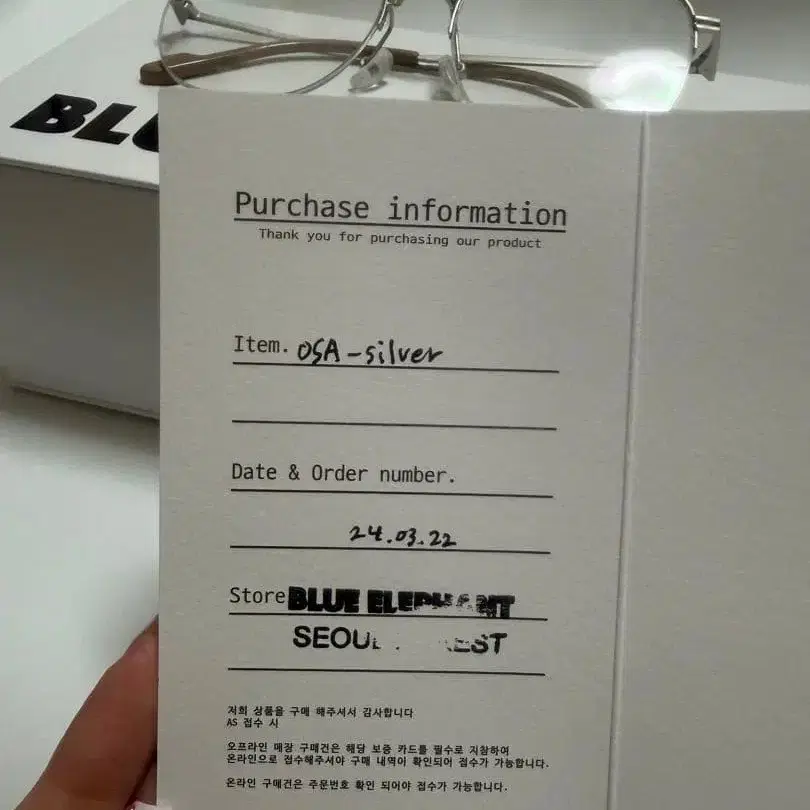 Purchase information
Thank you for purchasing our product
Item. OSA-silver
Date & Order number.
24.03.22
Store BLUE ELEPHANT
SEOUL
저희 상품을 구매 해주셔서 감사합니다
AS 접수 시
오프라인 매장 구매건은 해당 보증 카드를 필수로 지참하여
온라인으로 접수해주셔야 구매 내역이 확인되어 접수가 가능합니다.
온라인 구매건은 주문번호 확인 되어야 접수가 가능합니다.